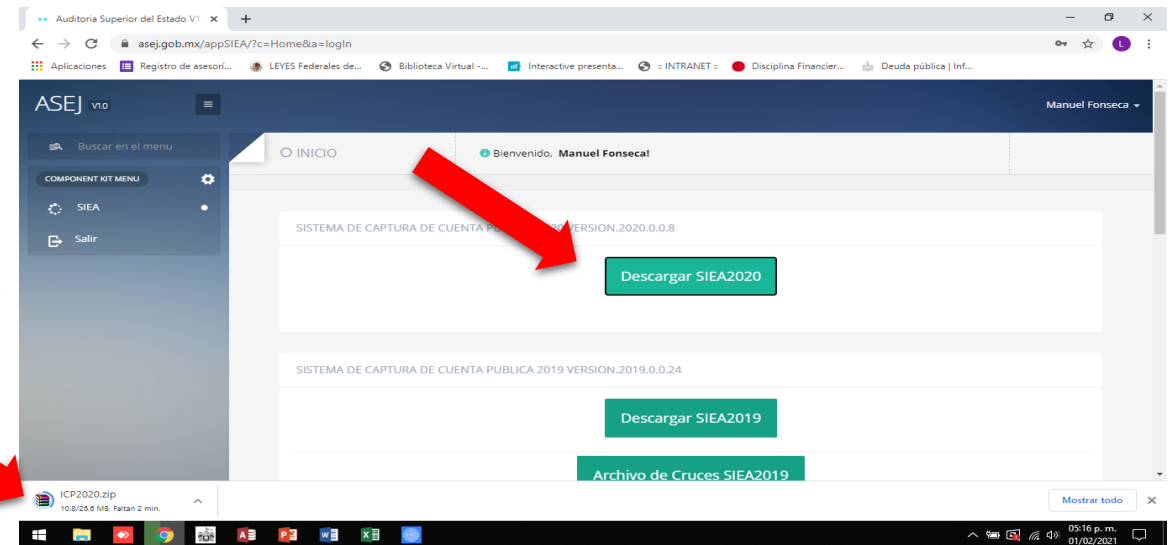 Auditoria Superior del Estado V1.
asej.gob.mx/appSIEA/?c=Home&a=logIn
L
Aplicaciones Registro de asesorí... LEYES Federales de... Biblioteca Virtual -... Interactive presenta... :: INTRANET :: Disciplina Financier... Deuda pública | Inf...
ASEJ V1.0
Manuel Fonseca
Buscar en el menu
INICIO
Bienvenido, Manuel Fonseca!
COMPONENT KIT MENU
SIEA
Salir
SISTEMA DE CAPTURA DE CUENTA VERSION.2020.0.0.8
Descargar SIEA2020
SISTEMA DE CAPTURA DE CUENTA PUBLICA 2019 VERSION.2019.0.0.24
Descargar SIEA2019
Archivo de Cruces SIEA2019
ICP2020.zip
10.8/26.6 MB, Faltan 2 min.
Mostrar todo
05:16 p. m.
01/02/2021